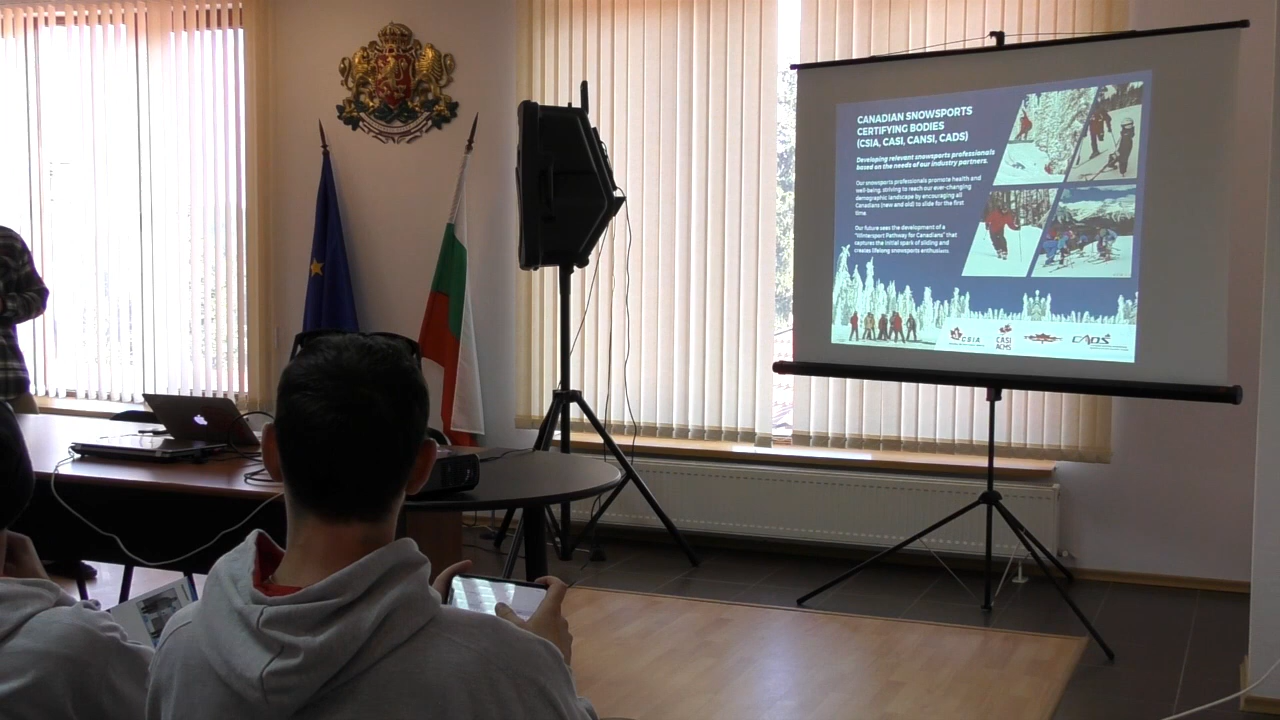 CANADIAN SNOWSPORTS
CERTIFYING BODIES
(CSIA, CASI, CANSI, CADS)
Developing relevant snowsports professionals
based on the needs of our industry partners.
Our snowsports professionals promote health and
well-being, striving to reach our ever-changing
demographic landscape by encouraging all
Canadians (new and old) to slide for the first
time.
Our future sees the development of a
"Wintersport Pathway for Canadians" that
captures the initial spark of sliding and
creates lifelong snowsports enthusiasm.
CSIA
CASI
ACMS
CADS